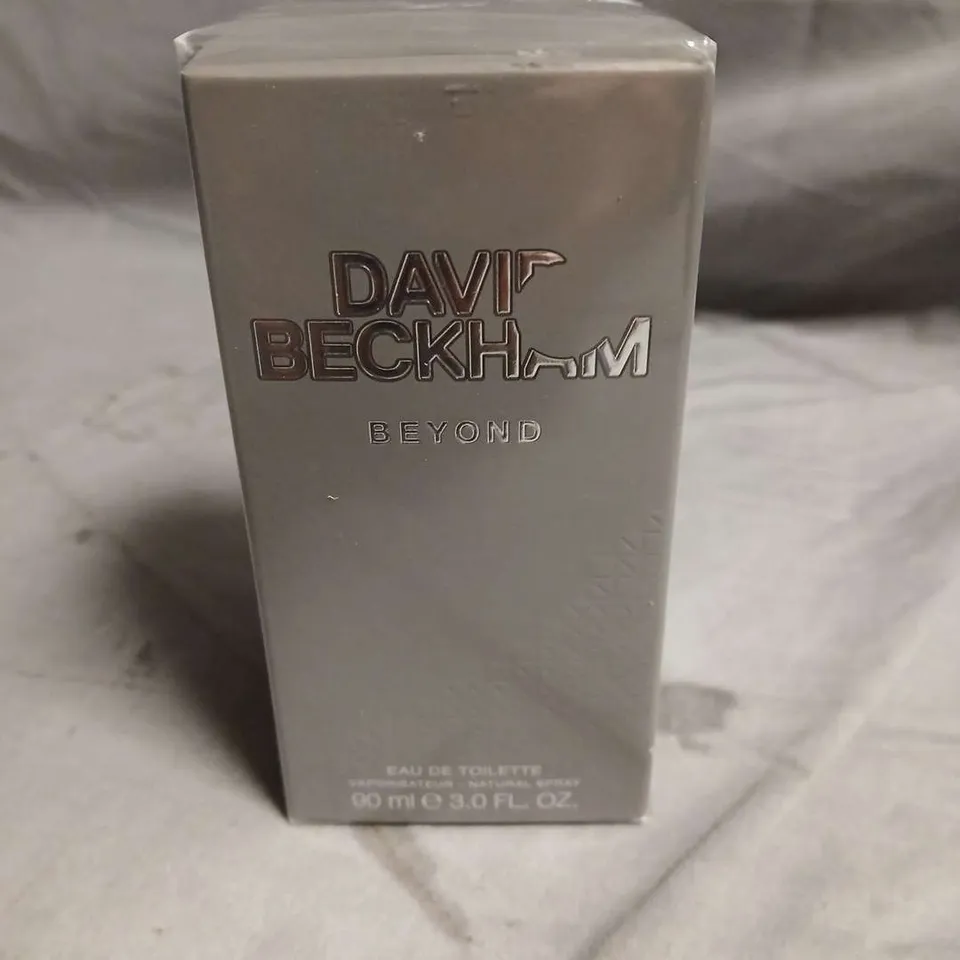 DAVID
BECKHAM
BEYOND
EAU DE TOILETTE
VAPORISATEUR - NATURAL SPRAY
90 ml e 3.0 FL. OZ.